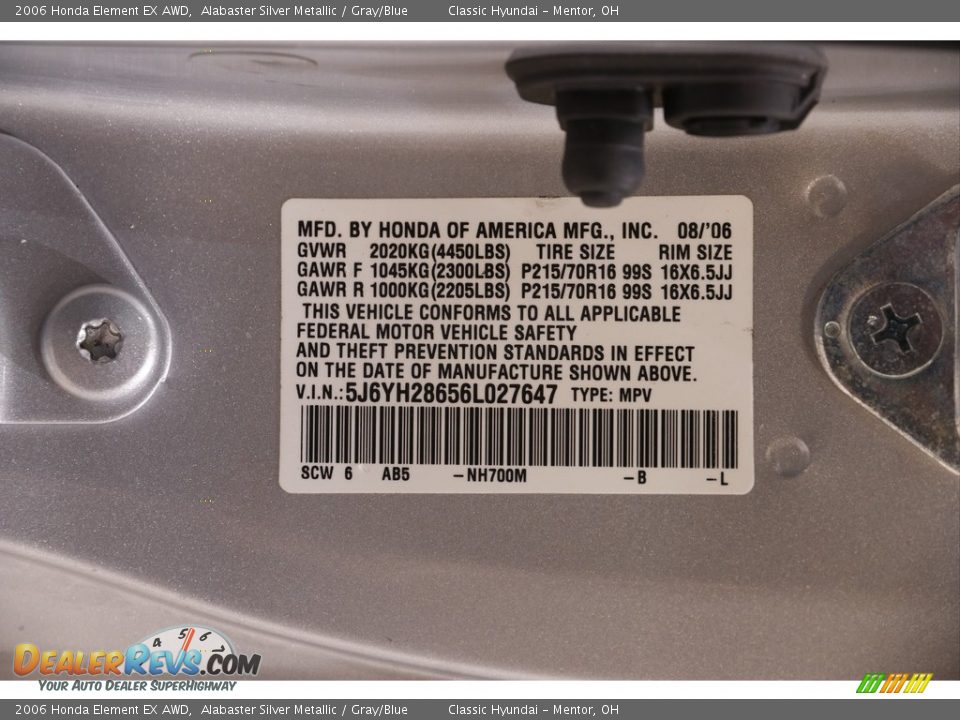 2006 Honda Element EX AWD, Alabaster Silver Metallic / Gray/Blue Classic Hyundai - Mentor, OH
MFD. BY HONDA OF AMERICA MFG., INC. 08/'06
GVWR 2020KG(4450LBS) TIRE SIZE RIM SIZE
GAWR F 1045KG(2300LBS) P215/70R16 99S 16X6.5JJ
GAWR R 1000KG(2205LBS) P215/70R16 99S 16X6.5JJ
THIS VEHICLE CONFORMS TO ALL APPLICABLE
FEDERAL MOTOR VEHICLE SAFETY
AND THEFT PREVENTION STANDARDS IN EFFECT
ON THE DATE OF MANUFACTURE SHOWN ABOVE.
V.I.N.:5J6YH28656L027647 TYPE: MPV
SCW 6 AB5 -NH700M -B -L
4 5 6 7
DEALERREVS.COM
YOUR AUTO DEALER SUPERHIGHWAY
2006 Honda Element EX AWD, Alabaster Silver Metallic / Gray/Blue Classic Hyundai - Mentor, OH